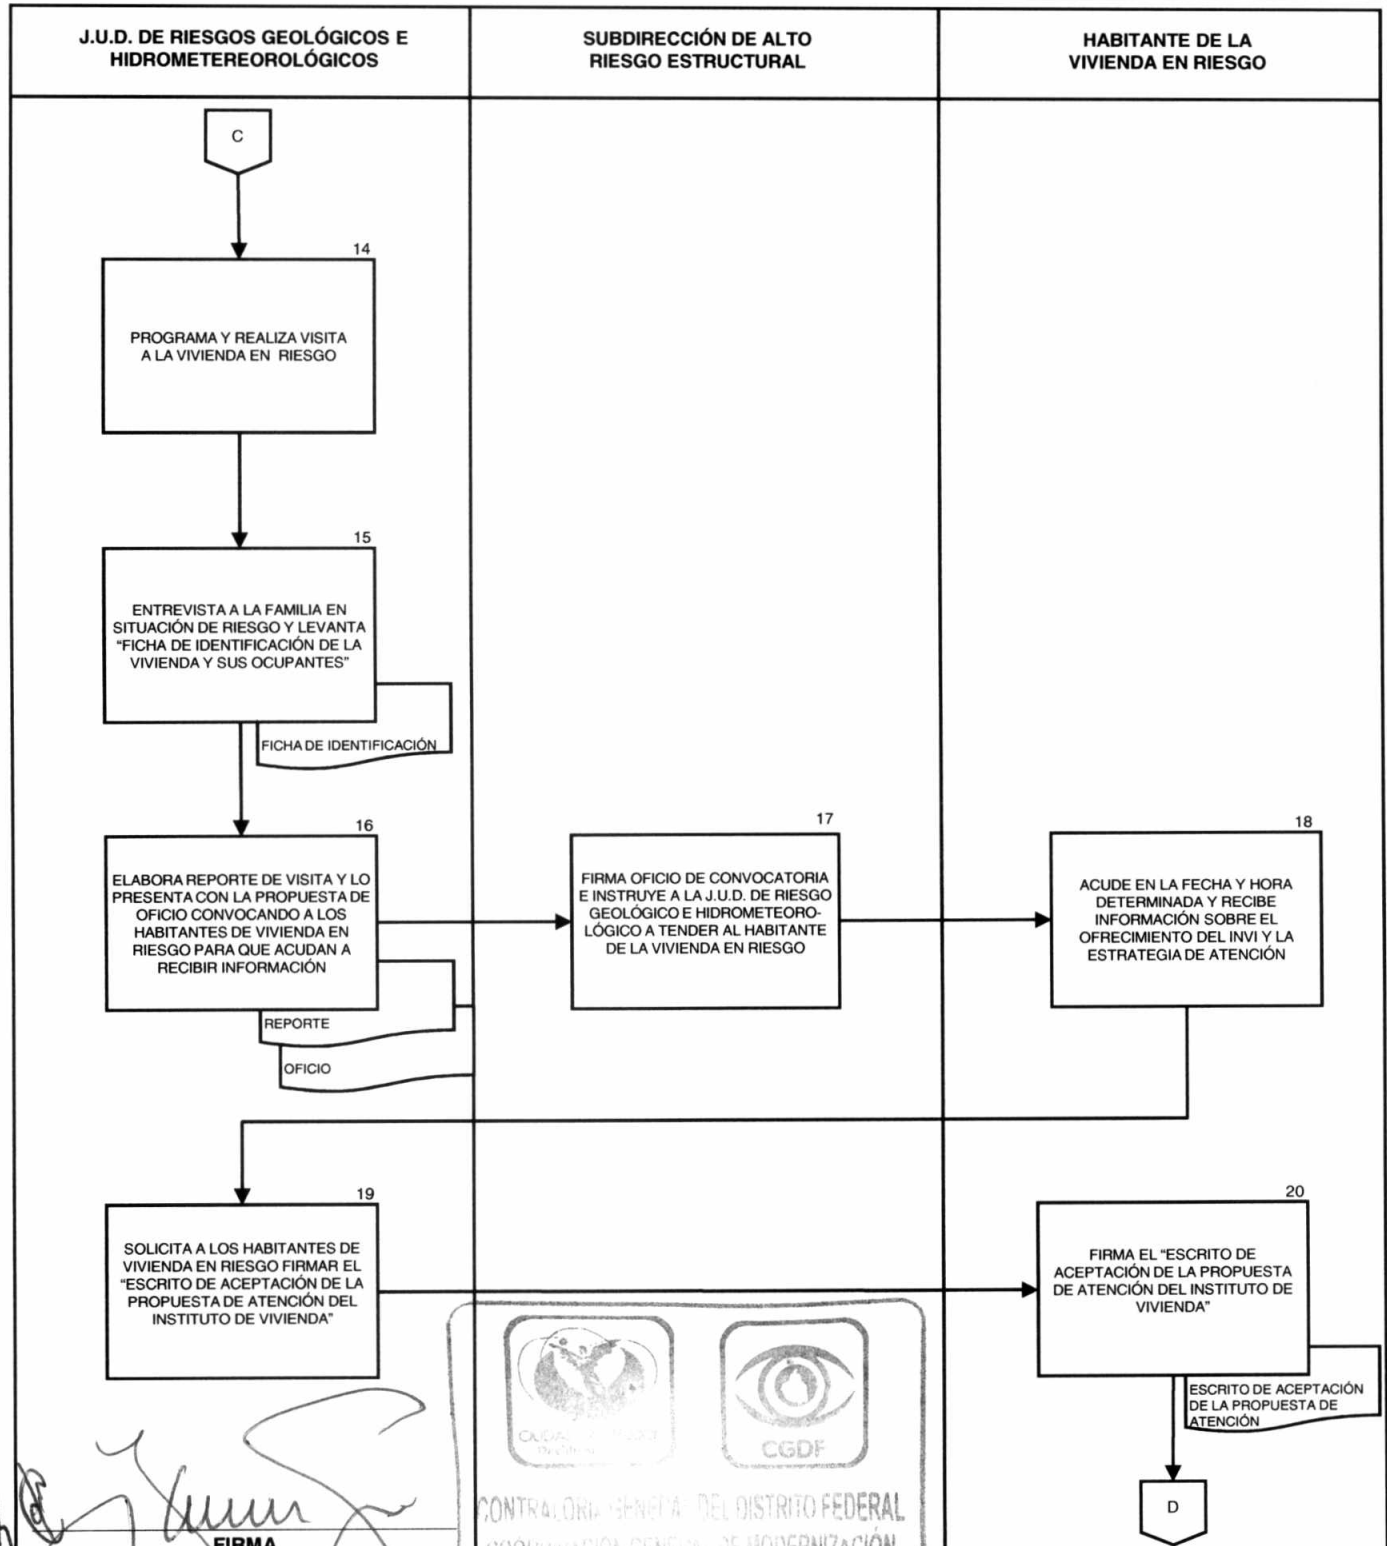 J.U.D. DE RIESGOS GEOLÓGICOS E
HIDROMETEREOROLÓGICOS
SUBDIRECCIÓN DE ALTO
RIESGO ESTRUCTURAL
HABITANTE DE LA
VIVIENDA EN RIESGO
C
14
PROGRAMA Y REALIZA VISITA
A LA VIVIENDA EN RIESGO
15
ENTREVISTA A LA FAMILIA EN
SITUACIÓN DE RIESGO Y LEVANTA
"FICHA DE IDENTIFICACIÓN DE LA
VIVIENDA Y SUS OCUPANTES"
FICHA DE IDENTIFICACIÓN
16
ELABORA REPORTE DE VISITA Y LO
PRESENTA CON LA PROPUESTA DE
OFICIO CONVOCANDO A LOS
HABITANTES DE VIVIENDA EN
RIESGO PARA QUE ACUDAN A
RECIBIR INFORMACIÓN
REPORTE
OFICIO
17
FIRMA OFICIO DE CONVOCATORIA
E INSTRUYE A LA J.U.D. DE RIESGO
GEOLÓGICO E HIDROMETEORO-
LÓGICO A TENDER AL HABITANTE
DE LA VIVIENDA EN RIESGO
18
ACUDE EN LA FECHA Y HORA
DETERMINADA Y RECIBE
INFORMACIÓN SOBRE EL
OFRECIMIENTO DEL INVI Y LA
ESTRATEGIA DE ATENCIÓN
19
SOLICITA A LOS HABITANTES DE
VIVIENDA EN RIESGO FIRMAR EL
"ESCRITO DE ACEPTACIÓN DE LA
PROPUESTA DE ATENCIÓN DEL
INSTITUTO DE VIVIENDA"
20
FIRMA EL "ESCRITO DE
ACEPTACIÓN DE LA PROPUESTA
DE ATENCIÓN DEL INSTITUTO DE
VIVIENDA"
ESCRITO DE ACEPTACIÓN
DE LA PROPUESTA DE
ATENCIÓN
D
FIRMA
CGDF
CONTRALORIA GENERAL DEL DISTRITO FEDERAL
GENERAL DE MODERNIZACIÓN